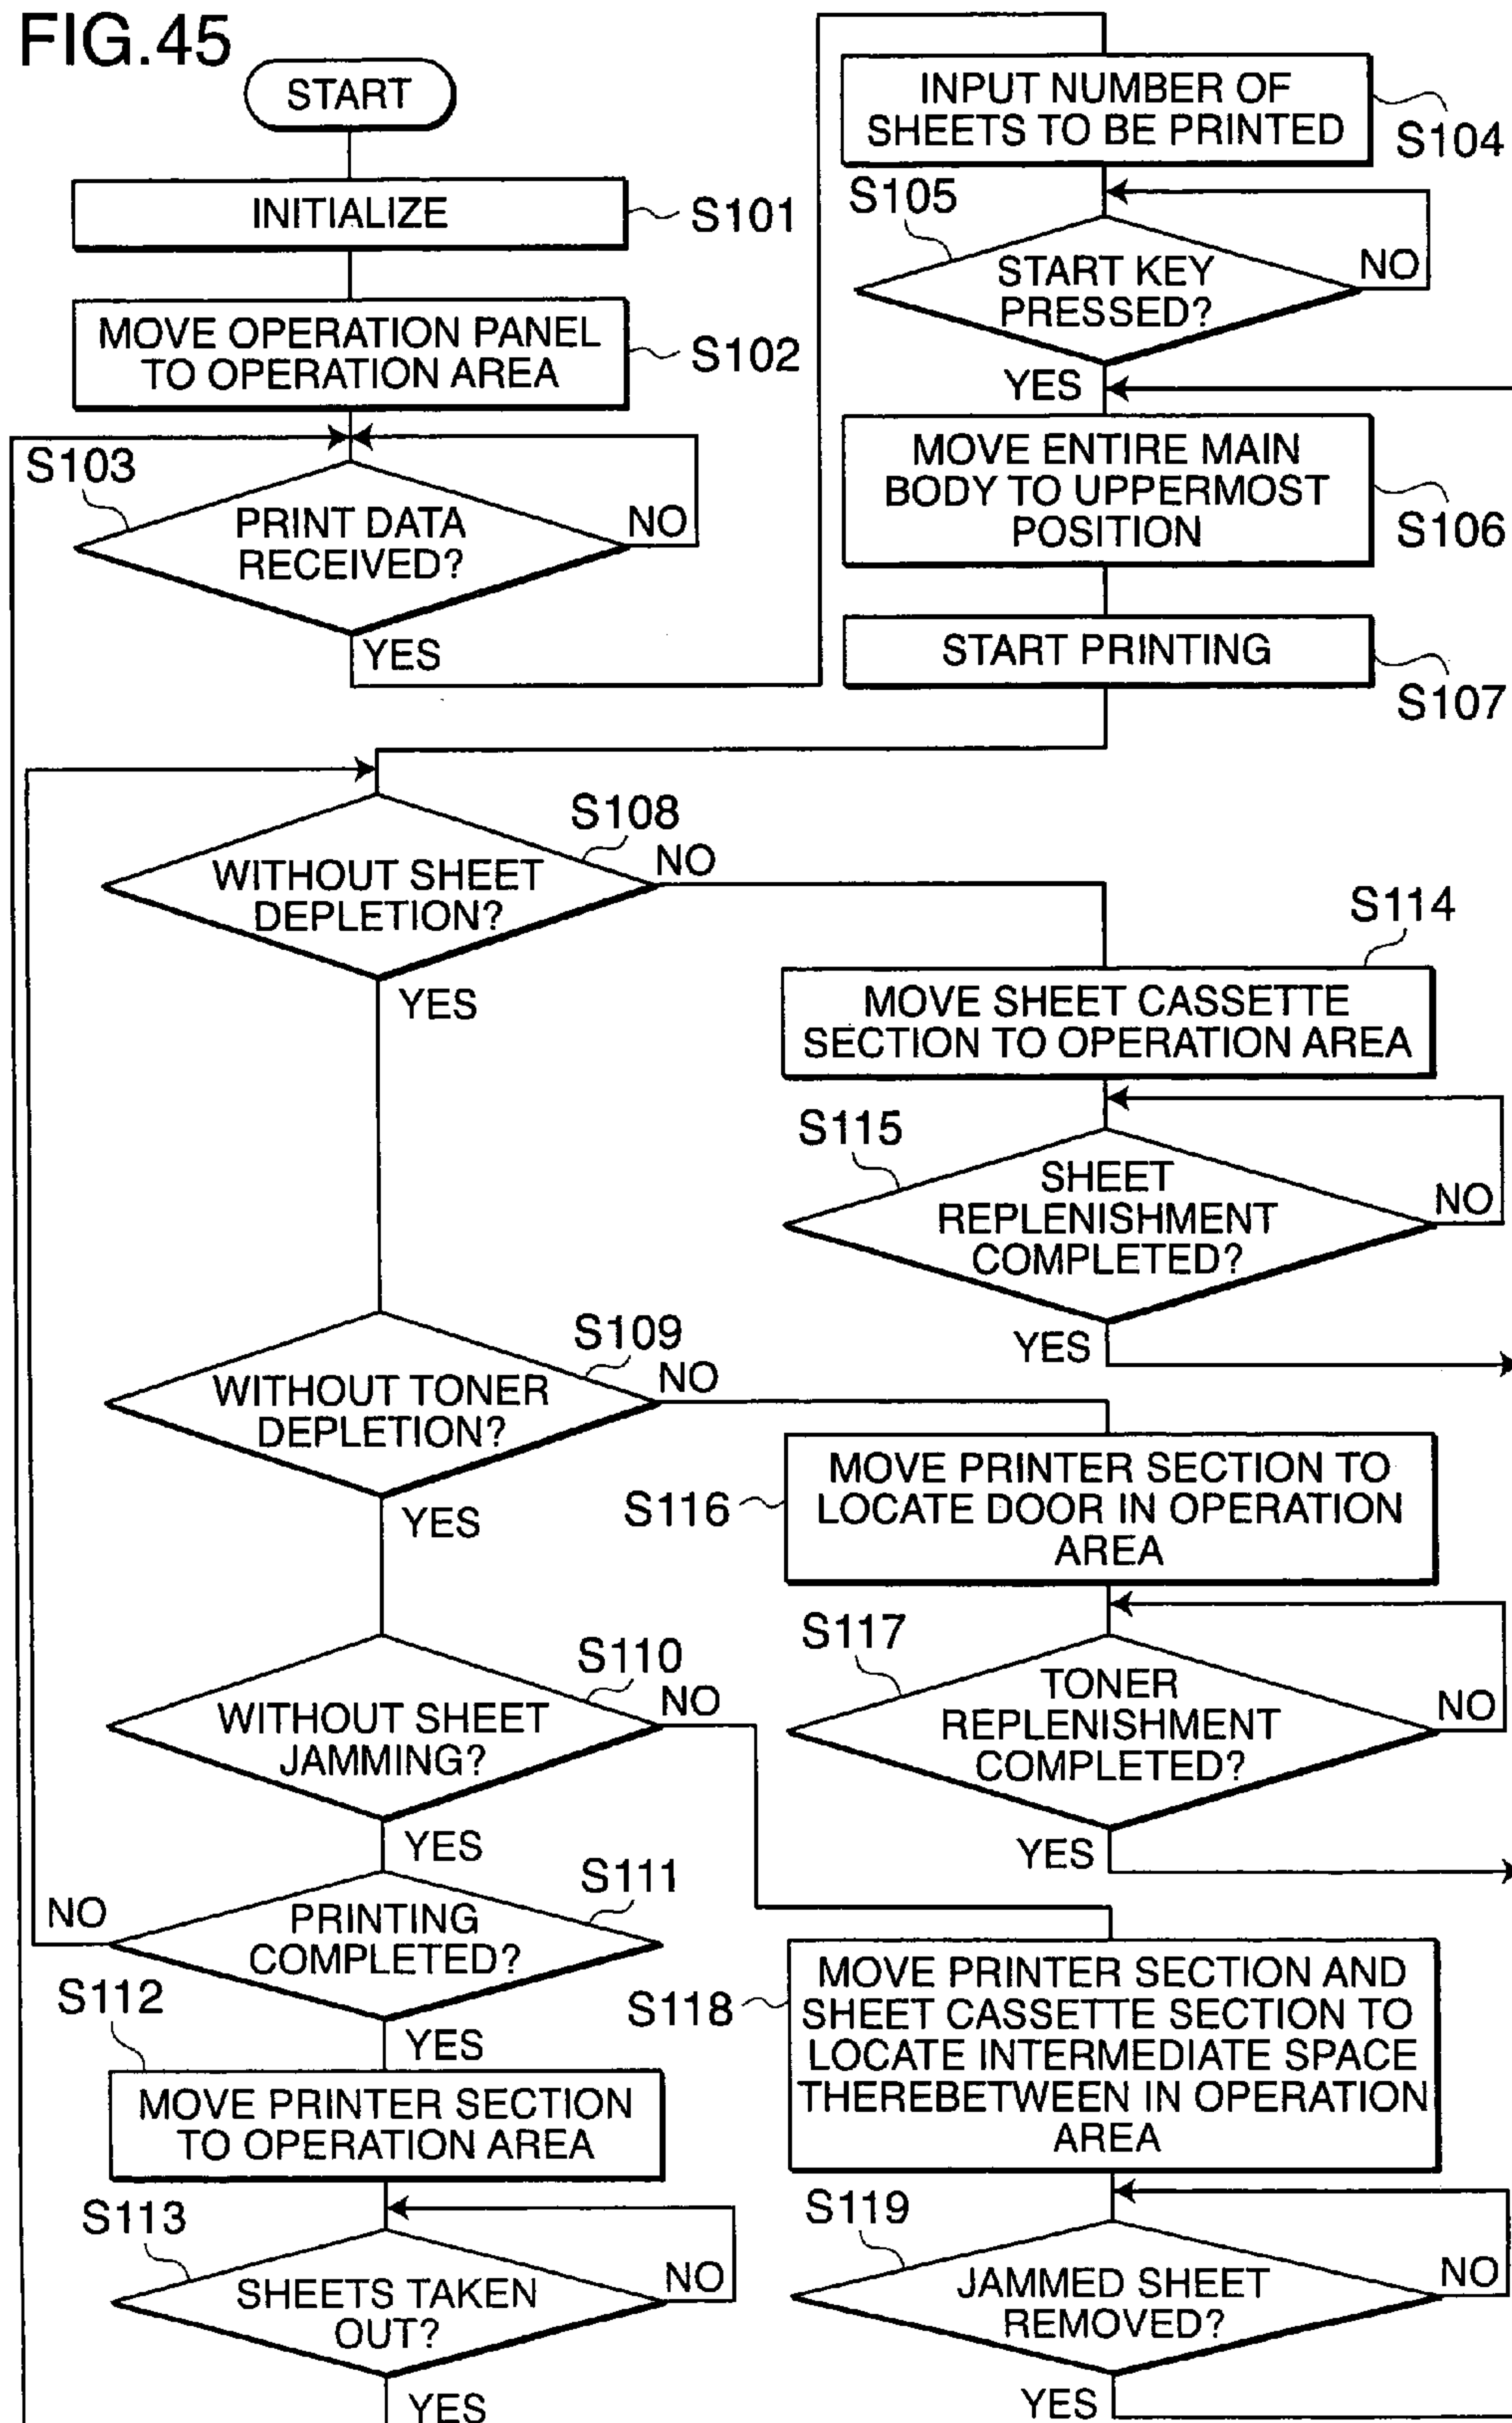 FIG.45
START
INITIALIZE
S101
MOVE OPERATION PANEL
TO OPERATION AREA
S102
S103
PRINT DATA
RECEIVED?
NO
YES
INPUT NUMBER OF
SHEETS TO BE PRINTED
S104
S105
START KEY
PRESSED?
NO
YES
MOVE ENTIRE MAIN
BODY TO UPPERMOST
POSITION
S106
START PRINTING
S107
S108
WITHOUT SHEET
DEPLETION?
NO
YES
S114
MOVE SHEET CASSETTE
SECTION TO OPERATION AREA
S115
SHEET
REPLENISHMENT
COMPLETED?
NO
YES
S109
WITHOUT TONER
DEPLETION?
NO
YES
S116
MOVE PRINTER SECTION TO
LOCATE DOOR IN OPERATION
AREA
S117
TONER
REPLENISHMENT
COMPLETED?
NO
YES
S110
WITHOUT SHEET
JAMMING?
NO
YES
S111
PRINTING
COMPLETED?
NO
YES
S112
MOVE PRINTER SECTION
TO OPERATION AREA
S113
SHEETS TAKEN
OUT?
NO
YES
S118
MOVE PRINTER SECTION AND
SHEET CASSETTE SECTION TO
LOCATE INTERMEDIATE SPACE
THEREBETWEEN IN OPERATION
AREA
S119
JAMMED SHEET
REMOVED?
NO
YES